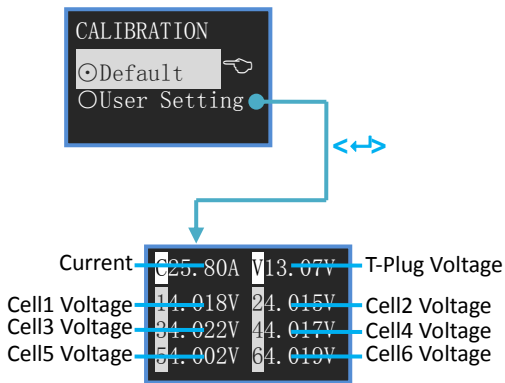 CALIBRATION
⊙Default
○User Setting
<↵>
Current C25.80A V13.07V T-Plug Voltage
Cell1 Voltage 14.018V 24.015V Cell2 Voltage
Cell3 Voltage 34.022V 44.017V Cell4 Voltage
Cell5 Voltage 54.002V 64.019V Cell6 Voltage